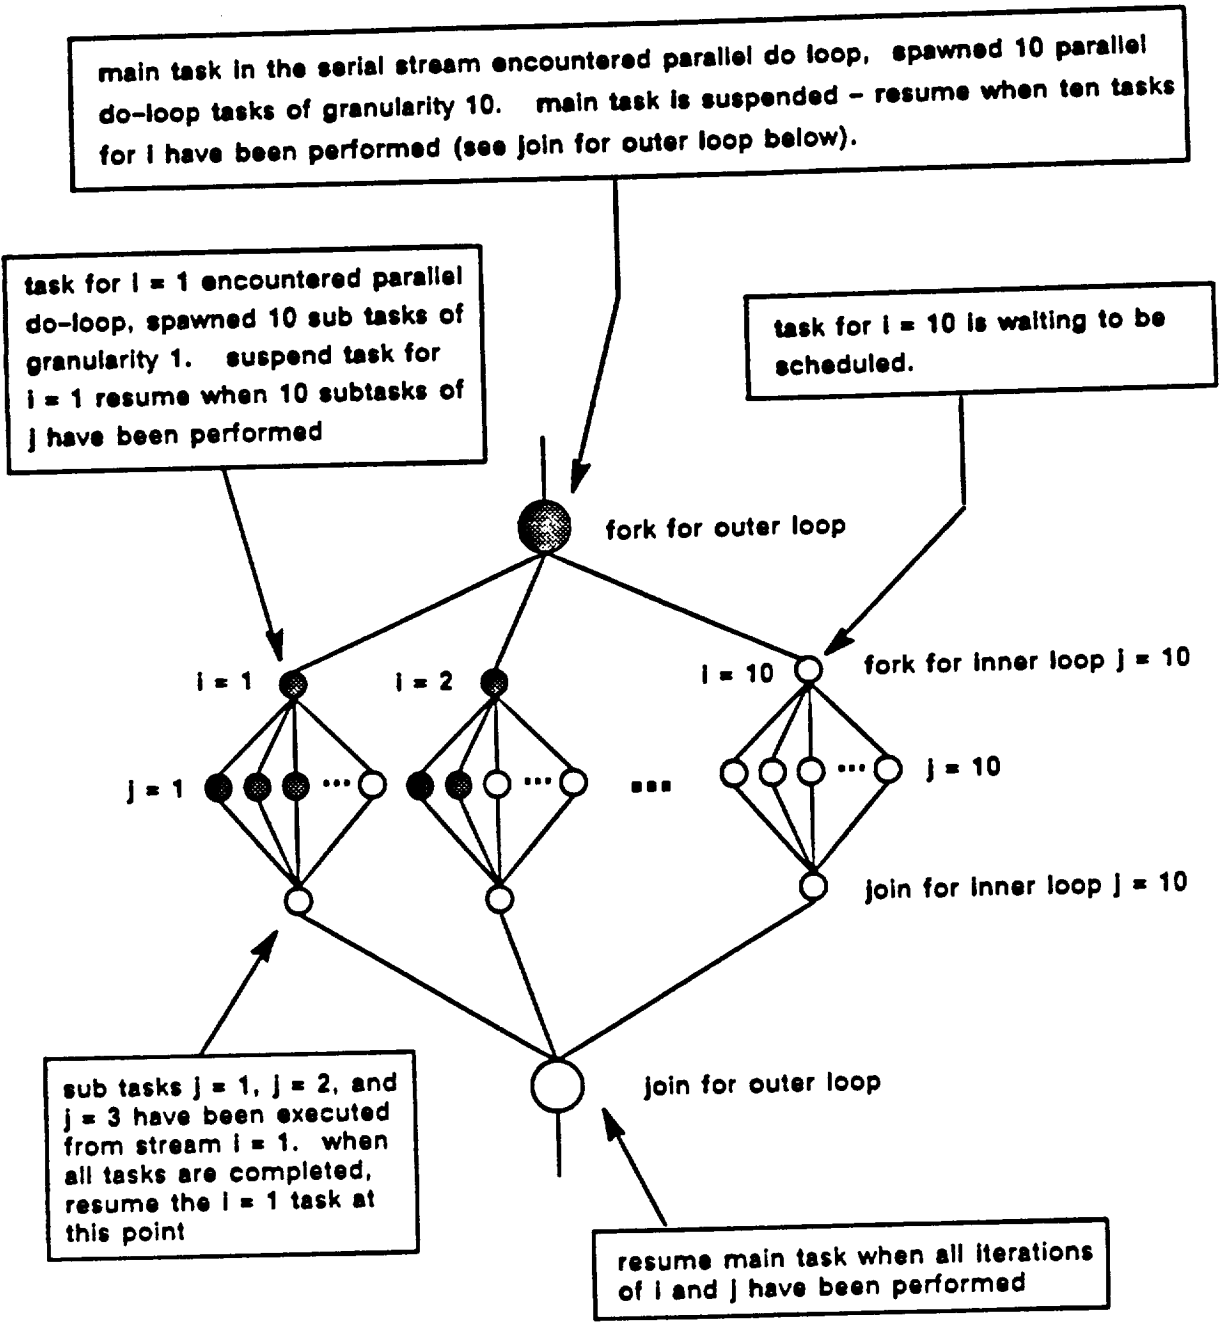 main task in the serial stream encountered parallel do loop, spawned 10 parallel
do-loop tasks of granularity 10. main task is suspended - resume when ten tasks
for i have been performed (see join for outer loop below).
task for i = 1 encountered parallel
do-loop, spawned 10 sub tasks of
granularity 1. suspend task for
i = 1 resume when 10 subtasks of
j have been performed
task for i = 10 is waiting to be
scheduled.
fork for outer loop
i = 1
i = 2
i = 10
fork for inner loop j = 10
j = 1
...
...
...
...
j = 10
join for inner loop j = 10
sub tasks j = 1, j = 2, and
j = 3 have been executed
from stream i = 1. when
all tasks are completed,
resume the i = 1 task at
this point
join for outer loop
resume main task when all iterations
of i and j have been performed